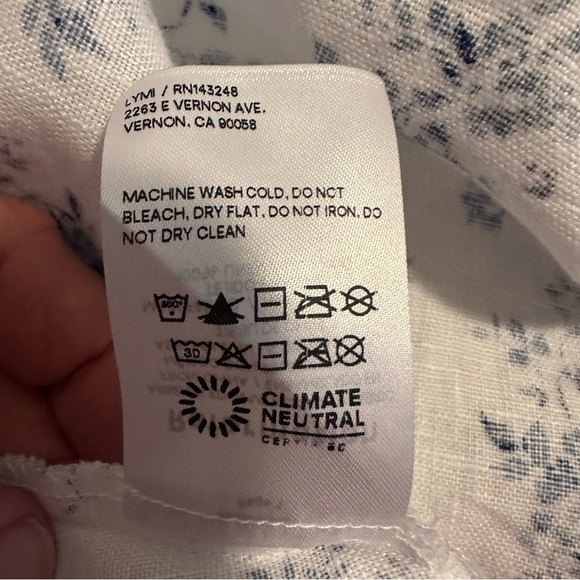 LYMI / RN143248
2263 E VERNON AVE.
VERNON, CA 90058
MACHINE WASH COLD, DO NOT
BLEACH, DRY FLAT, DO NOT IRON, DO
NOT DRY CLEAN
30
CLIMATE
NEUTRAL
CERTIFIED